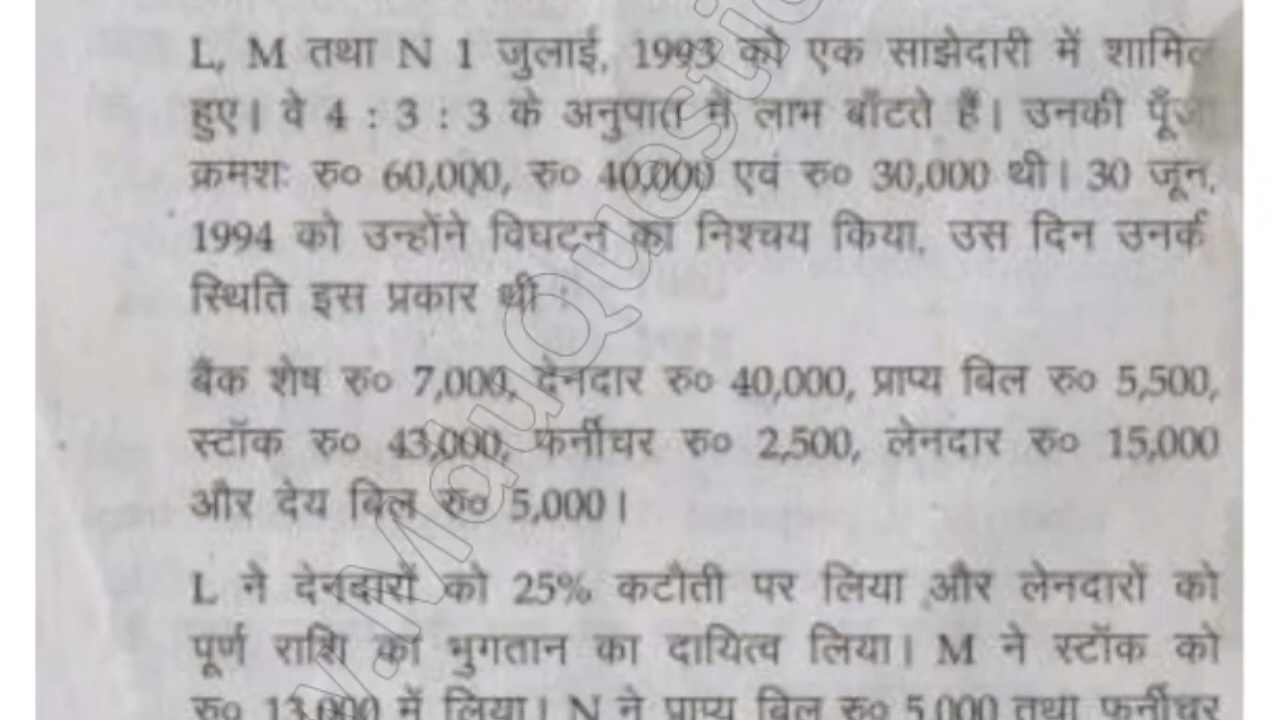 L, M तथा N 1 जुलाई, 1993 को एक साझेदारी में शामिल
हुए। वे 4 : 3 : 3 के अनुपात में लाभ बाँटते हैं। उनकी
क्रमशः रु० 60,000, रु० 40,000 एवं रु० 30,000 थी। 30 जून,
1994 को उन्होंने विघटन का निश्चय किया, उस दिन
स्थिति इस प्रकार थी :
बैंक शेष रु० 7,000, देनदार रु० 40,000, प्राप्य बिल रु० 5,500,
स्टॉक रु० 43,000, फर्नीचर रु० 2,500, लेनदार रु० 15,000
और देय बिल रु० 5,000।
L ने देनदारों को 25% कटौती पर लिया और लेनदारों को
पूर्ण राशि का भुगतान का दायित्व लिया। M ने स्टॉक को
रु० 13,000 में लिया। N ने प्राप्य बिल रु० 5,000 तथा फर्नीचर